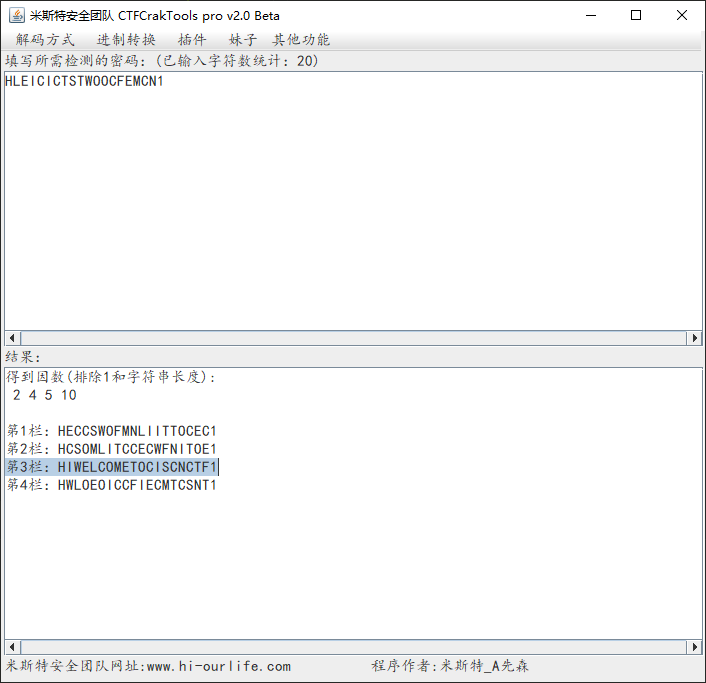 米斯特安全团队 CTFCrakTools pro v2.0 Beta
解码方式 进制转换 插件 妹子 其他功能
填写所需检测的密码：(已输入字符数统计：20)
HLEICICTSTWOOCFEMCN1
结果：
得到因数(排除1和字符串长度)：
2 4 5 10
第1栏：HECCSWOFMNLIITTOCEC1
第2栏：HCSOMLITCCECWFNITOE1
第3栏：HIWELCOMETOCISCNCTF1
第4栏：HWLOEOICCFIECMTCSNT1
米斯特安全团队网址:www.hi-ourlife.com 程序作者:米斯特_A先森